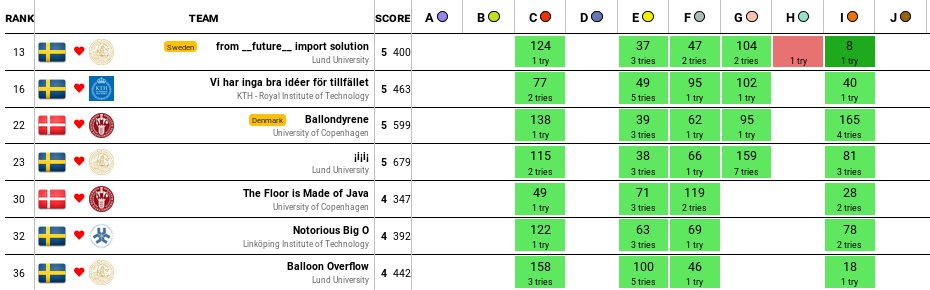 RANK TEAM SCORE A B C D E F G H I J
13 Sweden from __future__ import solution 5 400 124 37 47 104 8
Lund University 1 try 3 tries 2 tries 2 tries 1 try 1 try
16 Vi har inga bra idéer för tillfället 5 463 77 49 95 102 40
KTH - Royal Institute of Technology 2 tries 5 tries 1 try 1 try 1 try
22 Denmark Ballondyrene 5 599 138 39 62 95 165
University of Copenhagen 1 try 3 tries 1 try 1 try 4 tries
23 ¡i¡i¡ 5 679 115 38 66 159 81
Lund University 2 tries 3 tries 1 try 7 tries 3 tries
30 The Floor is Made of Java 4 347 49 71 119 28
University of Copenhagen 1 try 3 tries 2 tries 1 try
32 Notorious Big O 4 392 122 63 69 78
Linköping Institute of Technology 1 try 3 tries 1 try 2 tries
36 Balloon Overflow 4 442 158 100 46 18
Lund University 3 tries 5 tries 1 try 1 try